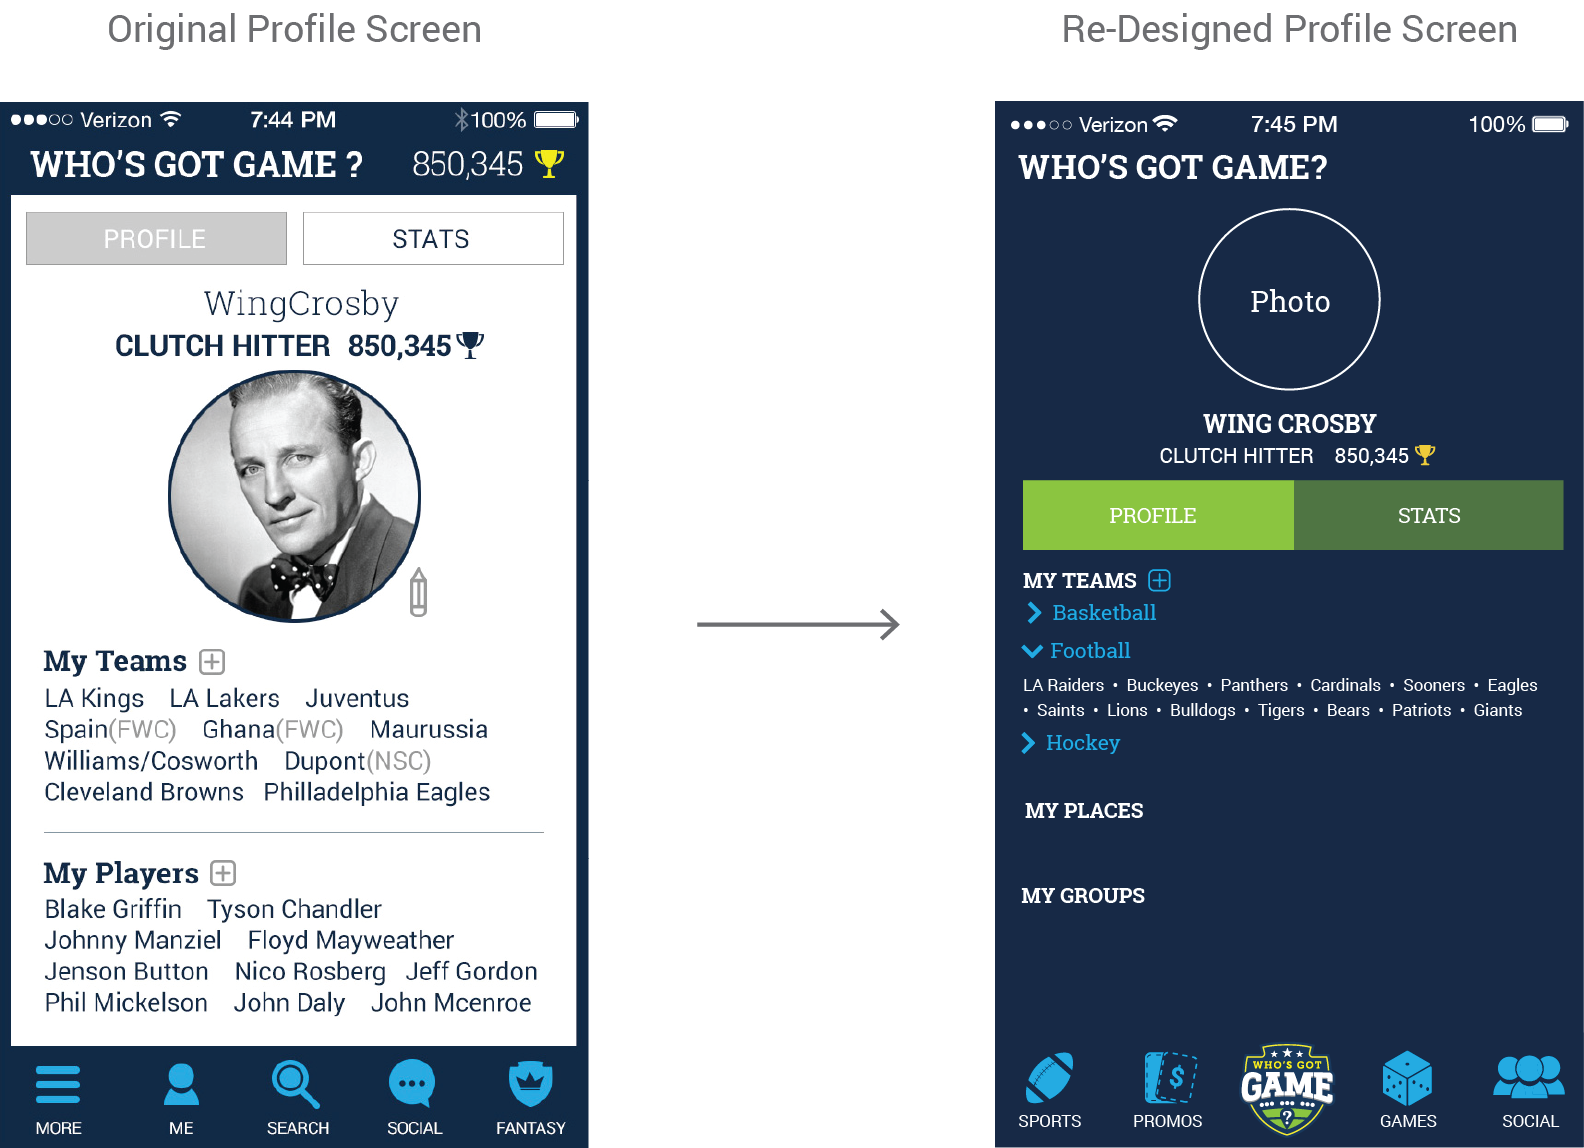 Original Profile Screen
Re-Designed Profile Screen
Verizon
7:44 PM
100%
WHO'S GOT GAME ?
850,345
PROFILE
STATS
WingCrosby
CLUTCH HITTER 850,345
My Teams
LA Kings LA Lakers Juventus
Spain(FWC) Ghana(FWC) Maurussia
Williams/Cosworth Dupont(NSC)
Cleveland Browns Philladelphia Eagles
My Players
Blake Griffin Tyson Chandler
Johnny Manziel Floyd Mayweather
Jenson Button Nico Rosberg Jeff Gordon
Phil Mickelson John Daly John Mcenroe
MORE
ME
SEARCH
SOCIAL
FANTASY
Verizon
7:45 PM
100%
WHO'S GOT GAME?
Photo
WING CROSBY
CLUTCH HITTER 850,345
PROFILE
STATS
MY TEAMS
Basketball
Football
LA Raiders • Buckeyes • Panthers • Cardinals • Sooners • Eagles
• Saints • Lions • Bulldogs • Tigers • Bears • Patriots • Giants
Hockey
MY PLACES
MY GROUPS
$
WHO'S GOT
GAME
?
SPORTS
PROMOS
GAMES
SOCIAL